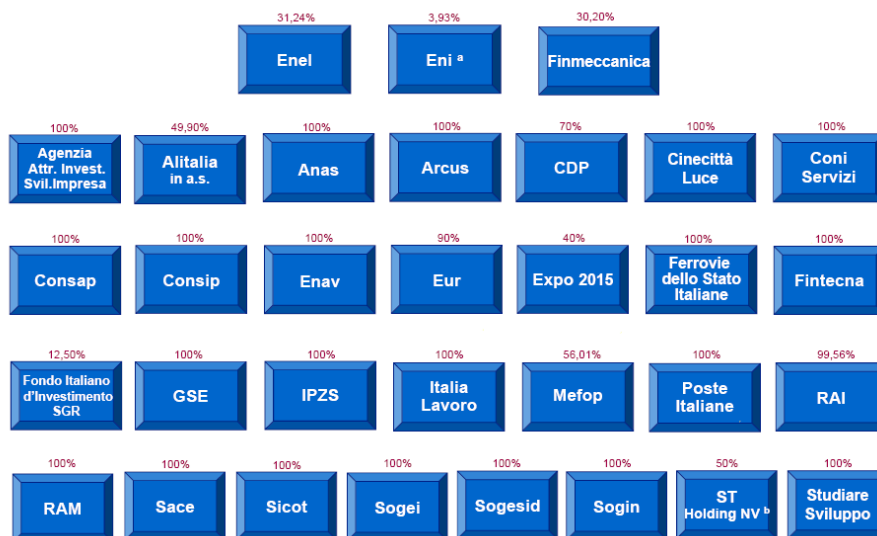 31,24% 3,93% 30,20%
Enel Eni ª Finmeccanica
100% 49,90% 100% 100% 70% 100% 100%
Agenzia
Attr. Invest.
Svil.Impresa
Alitalia
in a.s.
Anas
Arcus
CDP
Cinecittà
Luce
Coni
Servizi
100% 100% 100% 90% 40% 100% 100%
Consap
Consip
Enav
Eur
Expo 2015
Ferrovie
dello Stato
Italiane
Fintecna
12,50% 100% 100% 100% 56,01% 100% 99,56%
Fondo Italiano
d'Investimento
SGR
GSE
IPZS
Italia
Lavoro
Mefop
Poste
Italiane
RAI
100% 100% 100% 100% 100% 100% 50% 100%
RAM
Sace
Sicot
Sogei
Sogesid
Sogin
ST
Holding NV ᵇ
Studiare
Sviluppo